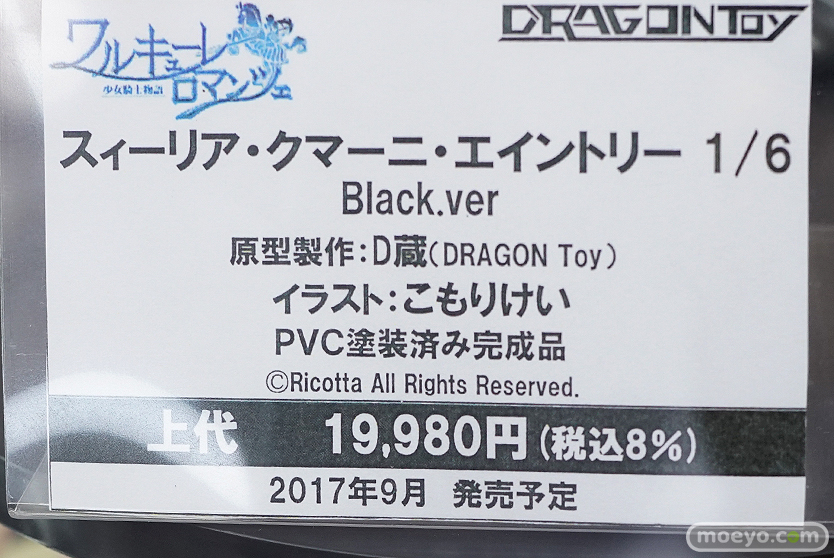 ワルキューレ
ロマンツェ
少女騎士物語
DRAGONTOY
スィーリア・クマーニ・エイントリー 1/6
Black.ver
原型製作:D蔵(DRAGON Toy)
イラスト:こもりけい
PVC塗装済み完成品
©Ricotta All Rights Reserved.
上代 19,980円(税込8%)
2017年9月 発売予定
moeyo.com